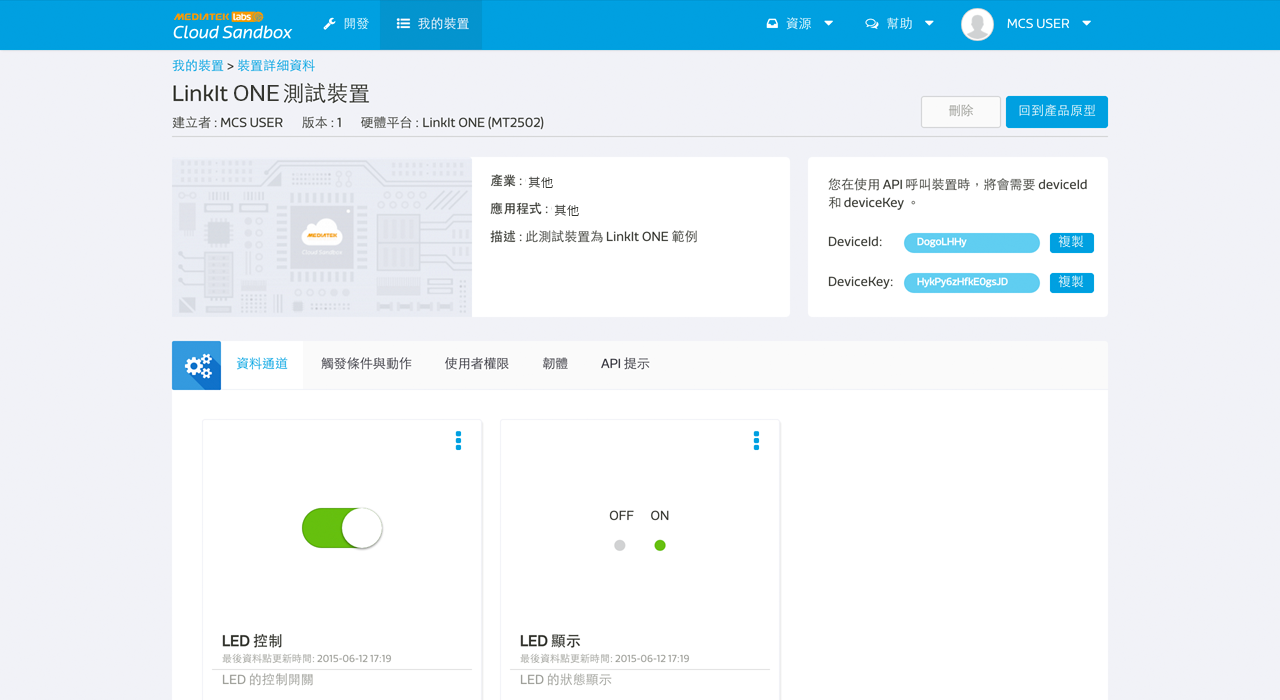 MEDIATEK labs
Cloud Sandbox
開發
我的裝置
資源
幫助
MCS USER
我的裝置 > 裝置詳細資料
LinkIt ONE 測試裝置
建立者 : MCS USER 版本 : 1 硬體平台 : LinkIt ONE (MT2502)
刪除
回到產品原型
MEDIATEK
Cloud Sandbox
產業 : 其他
應用程式 : 其他
描述 : 此測試裝置為 LinkIt ONE 範例
您在使用 API 呼叫裝置時，將會需要 deviceId
和 deviceKey 。
DeviceId: DogoLHHy 複製
DeviceKey: HykPy6zHfkE0gsJD 複製
資料通道 觸發條件與動作 使用者權限 韌體 API 提示
OFF ON
LED 控制
最後資料點更新時間: 2015-06-12 17:19
LED 的控制開關
LED 顯示
最後資料點更新時間: 2015-06-12 17:19
LED 的狀態顯示